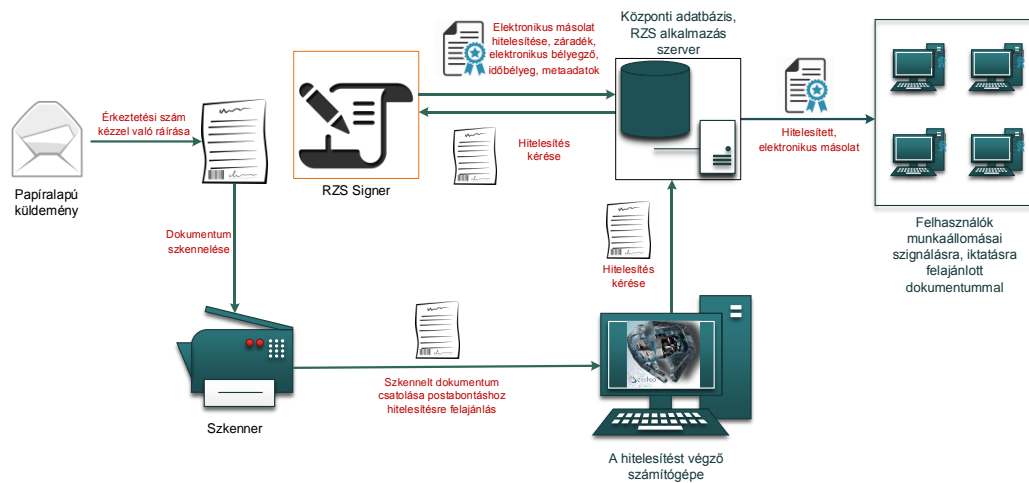 Papíralapú
küldemény
Érkeztetési szám
kézzel való ráírása
RZS Signer
Elektronikus másolat
hitelesítése, záradék,
elektronikus bélyegző,
időbélyeg, metaadatok
Hitelesítés
kérése
Központi adatbázis,
RZS alkalmazás
szerver
Hitelesített,
elektronikus másolat
Felhasználók
munkaállomásai
szignálásra, iktatásra
felajánlott
dokumentummal
Dokumentum
szkennelése
Hitelesítés
kérése
Szkenner
Szkennelt dokumentum
csatolása postabontáshoz
hitelesítésre felajánlás
A hitelesítést végző
számítógépe